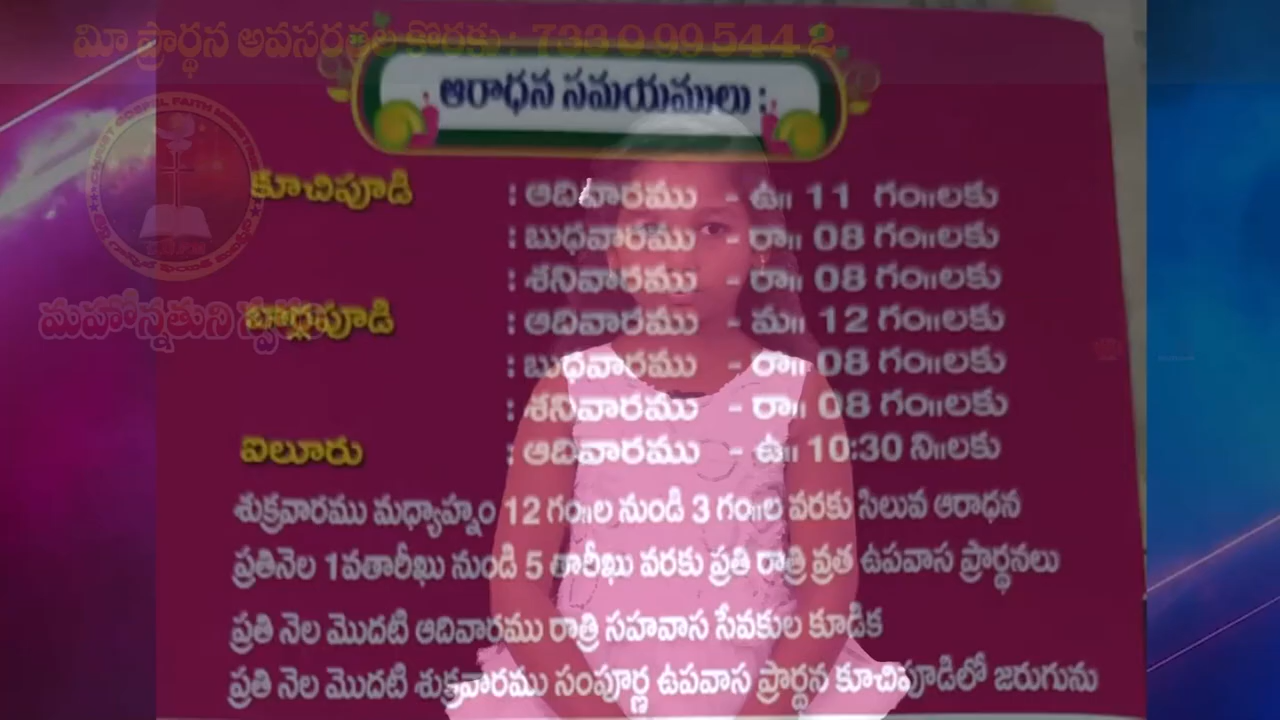 మీ ప్రార్థన అవసరతల కొరకు : 733 0 99 544 2
ఆరాధన సమయములు :
కూచిపూడి : ఆదివారము - ఉ॥ 11 గం॥లకు
: బుధవారము - రా॥ 08 గం॥లకు
: శనివారము - రా॥ 08 గం॥లకు
మహోన్నతుని
బార్లపూడి : ఆదివారము - మ॥ 12 గం॥లకు
: బుధవారము - రా॥ 08 గం॥లకు
: శనివారము - రా॥ 08 గం॥లకు
ఐలూరు : ఆదివారము - ఉ॥ 10:30 ని॥లకు
శుక్రవారము మధ్యాహ్నం 12 గం॥ల నుండి 3 గం॥ల వరకు సిలువ ఆరాధన
ప్రతినెల 1వతారీఖు నుండి 5 తారీఖు వరకు ప్రతి రాత్రి వ్రత ఉపవాస ప్రార్థనలు
ప్రతి నెల మొదటి ఆదివారము రాత్రి సహవాస సేవకుల కూడిక
ప్రతి నెల మొదటి శుక్రవారము సంపూర్ణ ఉపవాస ప్రార్థన కూచిపూడిలో జరుగును